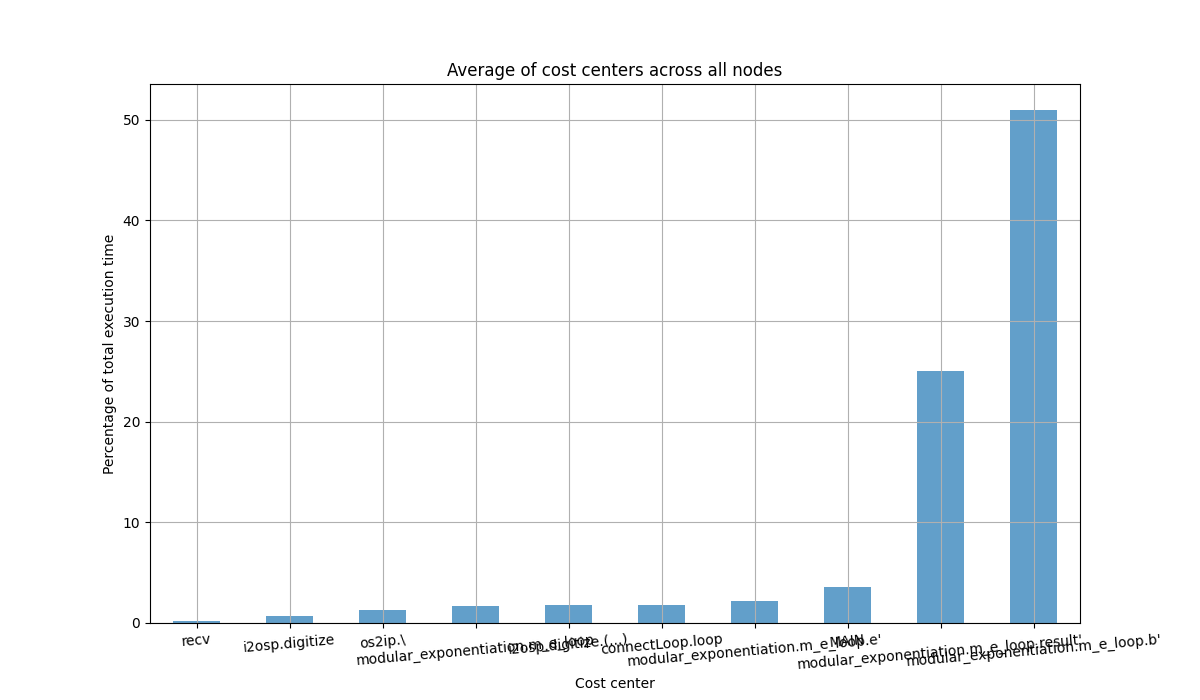 Average of cost centers across all nodes
Percentage of total execution time
50
40
30
20
10
0
recv
i2osp.digitize
os2ip.\
modular_exponentiation.m_e_loop
i2osp.digitize.(...)
connectLoop.loop
modular_exponentiation.m_e_loop.e'
MAIN
modular_exponentiation.m_e_loop.result'
modular_exponentiation.m_e_loop.b'
Cost center